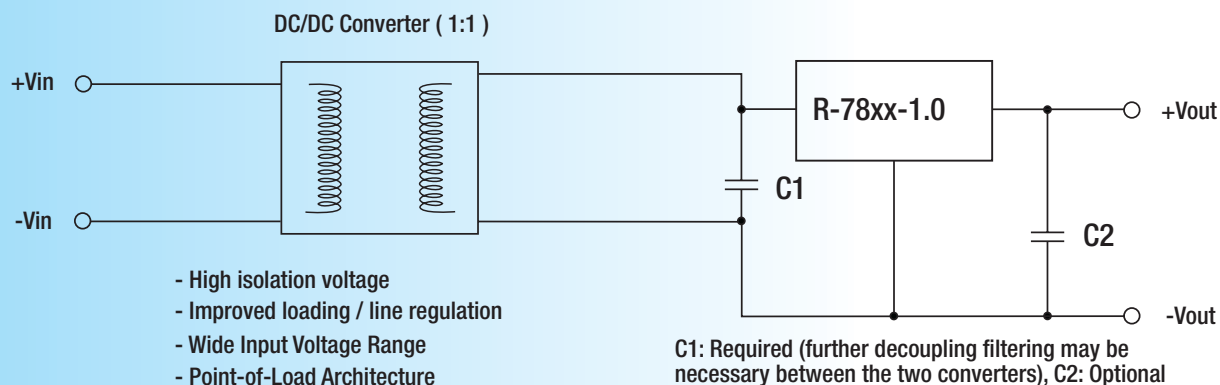 DC/DC Converter ( 1:1 )
+Vin
R-78xx-1.0
+Vout
C1
-Vin
C2
- High isolation voltage
- Improved loading / line regulation
- Wide Input Voltage Range
- Point-of-Load Architecture
-Vout
C1: Required (further decoupling filtering may be
necessary between the two converters), C2: Optional